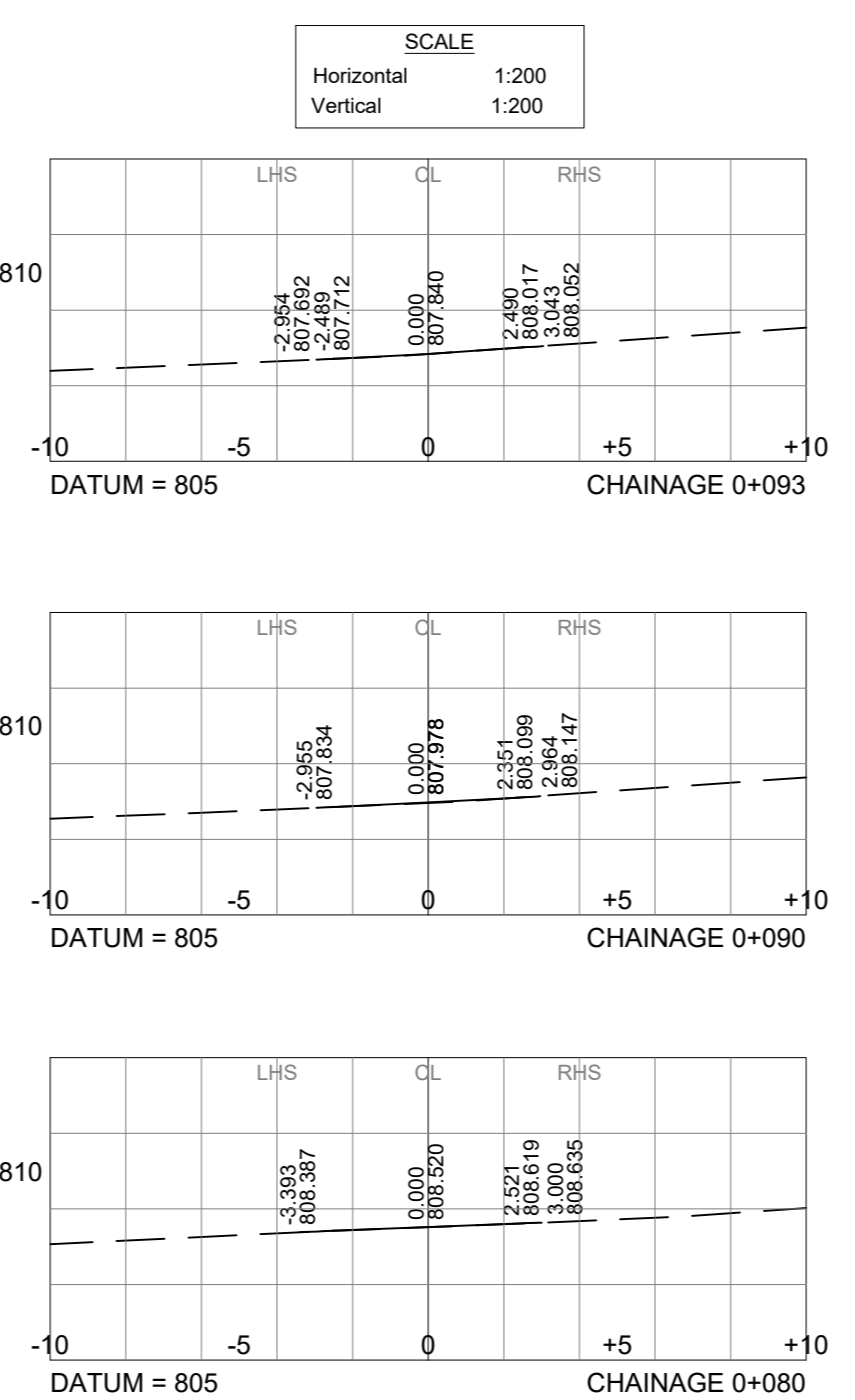 SCALE
Horizontal 1:200
Vertical 1:200
LHS CL RHS
810
-2.954
807.692
-2.489
807.712
0.000
807.840
2.490
808.017
3.043
808.052
-10 -5 0 +5 +10
DATUM = 805 CHAINAGE 0+093
LHS CL RHS
810
-2.955
807.834
0.000
807.978
2.351
808.099
2.964
808.147
-10 -5 0 +5 +10
DATUM = 805 CHAINAGE 0+090
LHS CL RHS
810
-3.393
808.387
0.000
808.520
2.521
808.619
3.000
808.635
-10 -5 0 +5 +10
DATUM = 805 CHAINAGE 0+080